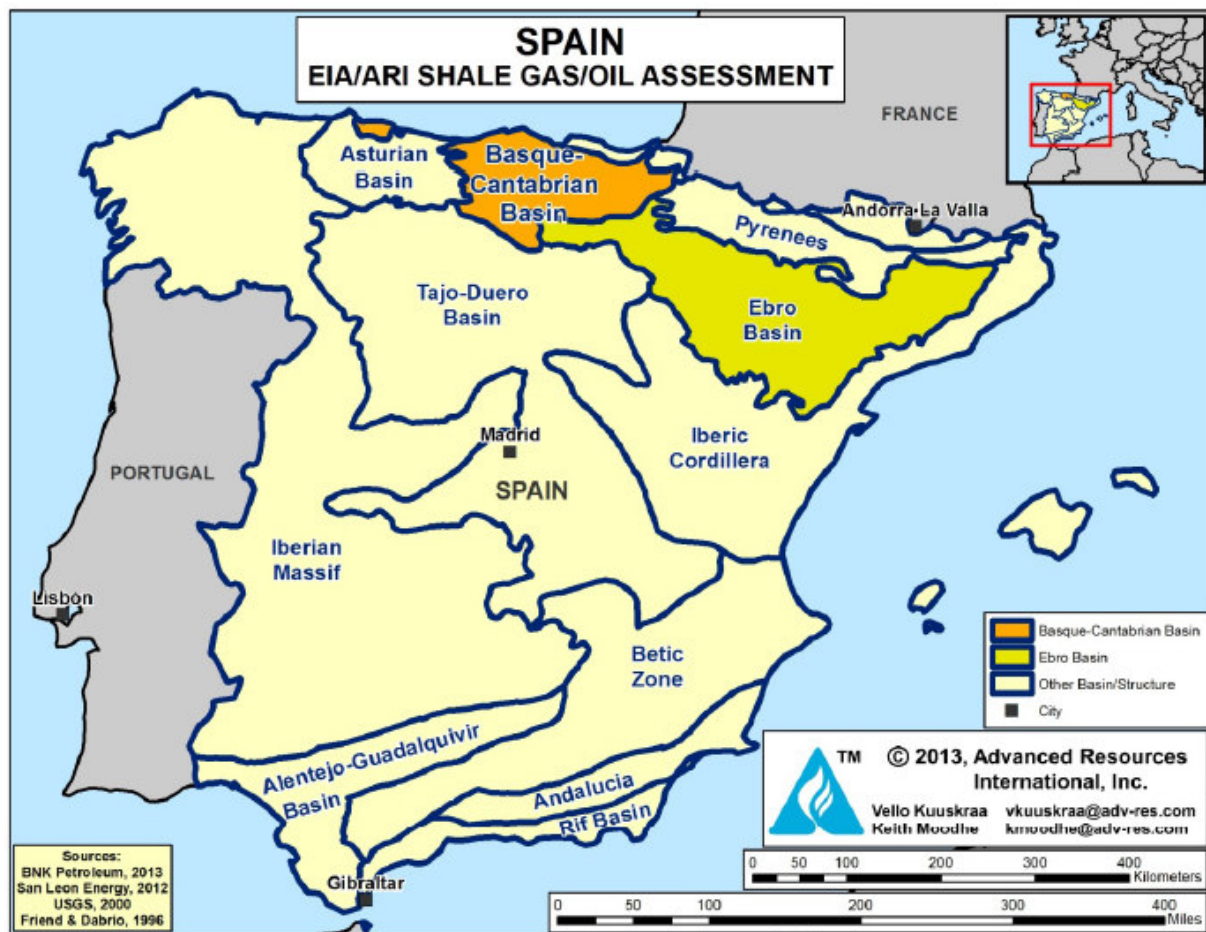 SPAIN
EIA/ARI SHALE GAS/OIL ASSESSMENT
FRANCE
Asturian
Basin
Basque-
Cantabrian
Basin
Andorra La Valla
Pyrenees
Tajo-Duero
Basin
Ebro
Basin
Madrid
Iberic
Cordillera
PORTUGAL
SPAIN
Iberian
Massif
Lisbon
Betic
Zone
Alentejo-Guadalquivir
Basin
Andalucia
Rif Basin
Gibraltar
Basque-Cantabrian Basin
Ebro Basin
Other Basin/Structure
City
TM
© 2013, Advanced Resources
International, Inc.
Vello Kuuskraa vkuuskraa@adv-res.com
Keith Moodhe kmoodhe@adv-res.com
Sources:
BNK Petroleum, 2013
San Leon Energy, 2012
USGS, 2000
Friend & Dabrio, 1996
0 50 100 200 300 400
Kilometers
0 50 100 200 300 400
Miles